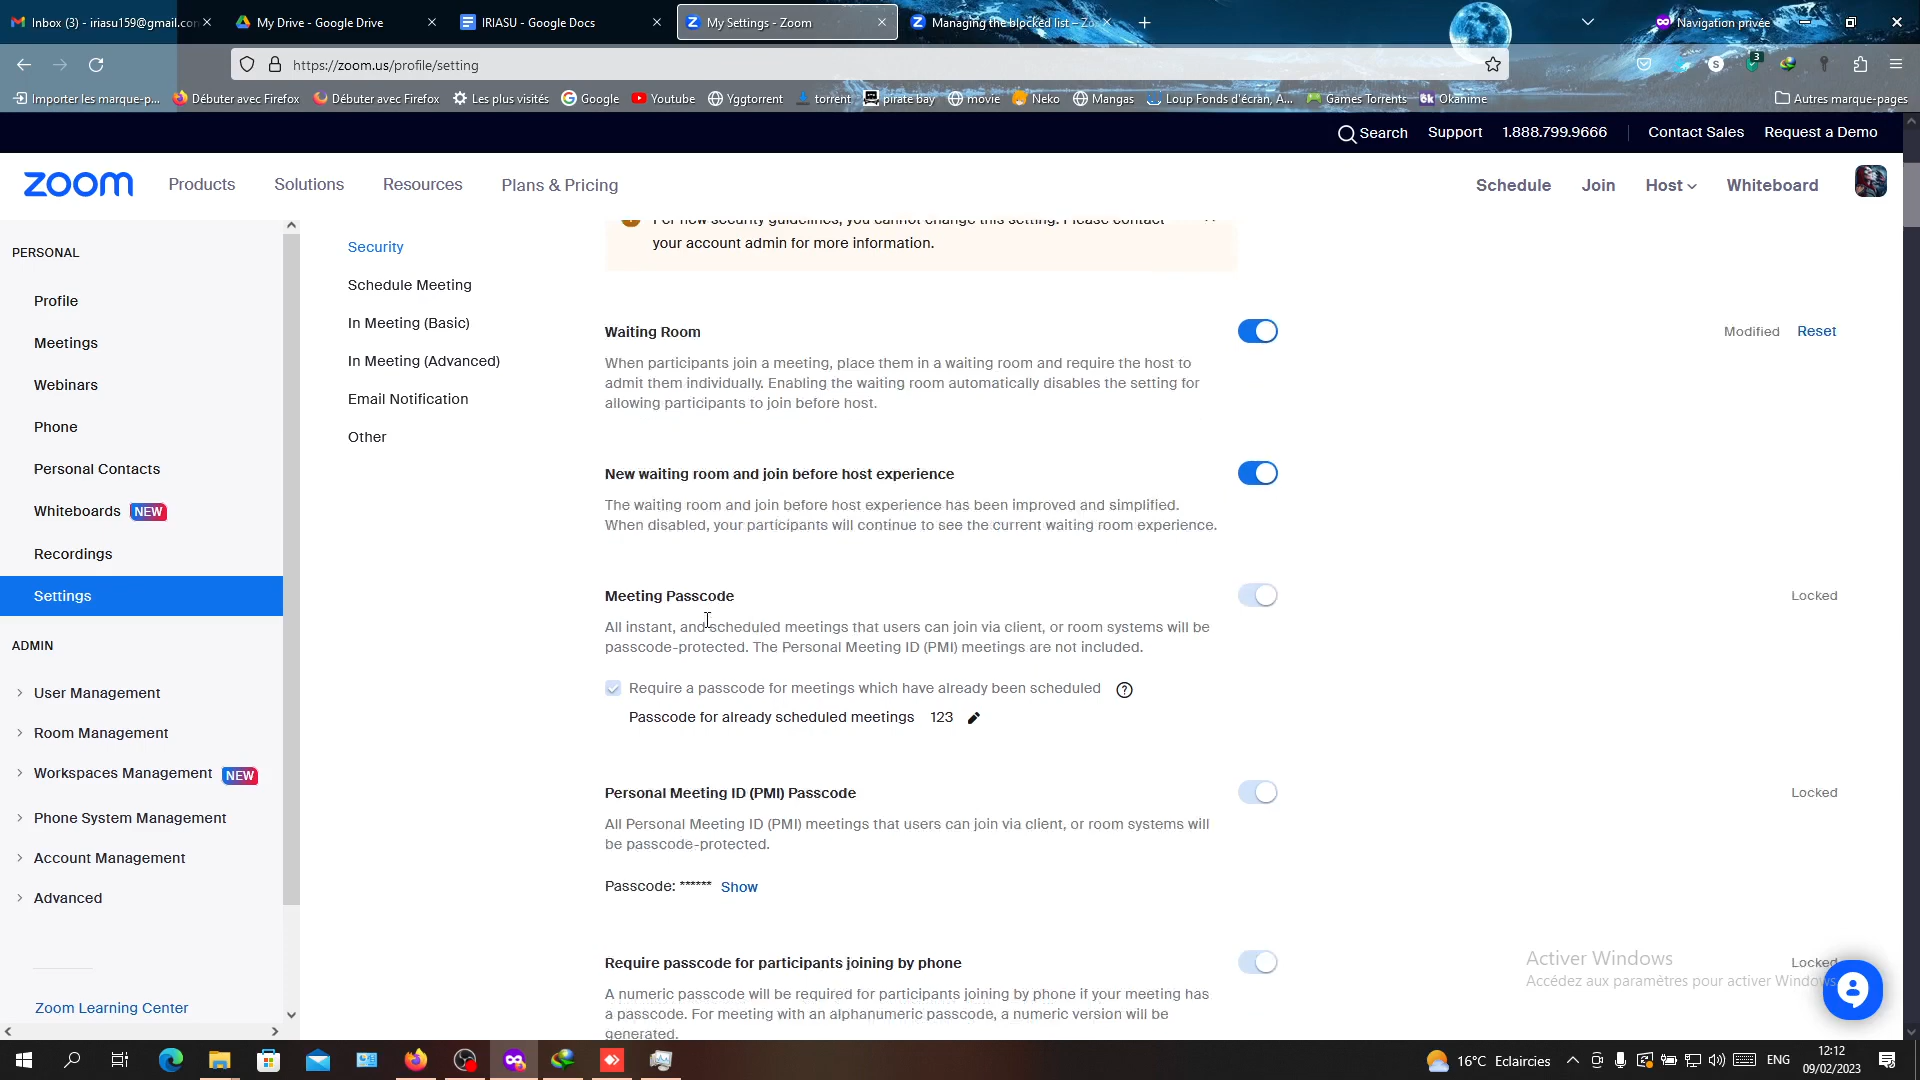 Inbox (3) - iriasu159@gmail.con
My Drive - Google Drive
IRIASU - Google Docs
My Settings - Zoom
Managing the blocked list – Zo
Navigation privée
https://zoom.us/profile/setting
3
Importer les marque-p...
Débuter avec Firefox
Débuter avec Firefox
Les plus visités
Google
Youtube
Yggtorrent
torrent
pirate bay
movie
Neko
Mangas
Loup Fonds d'écran, A...
Games Torrents
Okanime
Autres marque-pages
Search
Support
1.888.799.9666
Contact Sales
Request a Demo
zoom
Products
Solutions
Resources
Plans & Pricing
Schedule
Join
Host
Whiteboard
PERSONAL
Profile
Meetings
Webinars
Phone
Personal Contacts
Whiteboards NEW
Recordings
Settings
ADMIN
User Management
Room Management
Workspaces Management NEW
Phone System Management
Account Management
Advanced
Zoom Learning Center
Security
Schedule Meeting
In Meeting (Basic)
In Meeting (Advanced)
Email Notification
Other
Per new security guidelines, you cannot change this setting. Please contact
your account admin for more information.
Waiting Room
Modified Reset
When participants join a meeting, place them in a waiting room and require the host to
admit them individually. Enabling the waiting room automatically disables the setting for
allowing participants to join before host.
New waiting room and join before host experience
The waiting room and join before host experience has been improved and simplified.
When disabled, your participants will continue to see the current waiting room experience.
Meeting Passcode
Locked
All instant, and scheduled meetings that users can join via client, or room systems will be
passcode-protected. The Personal Meeting ID (PMI) meetings are not included.
Require a passcode for meetings which have already been scheduled ?
Passcode for already scheduled meetings 123
Personal Meeting ID (PMI) Passcode
Locked
All Personal Meeting ID (PMI) meetings that users can join via client, or room systems will
be passcode-protected.
Passcode: ****** Show
Require passcode for participants joining by phone
Locked
A numeric passcode will be required for participants joining by phone if your meeting has
a passcode. For meeting with an alphanumeric passcode, a numeric version will be
generated.
Activer Windows
Accédez aux paramètres pour activer Windows.
16°C Eclaircies
ENG
12:12
09/02/2023